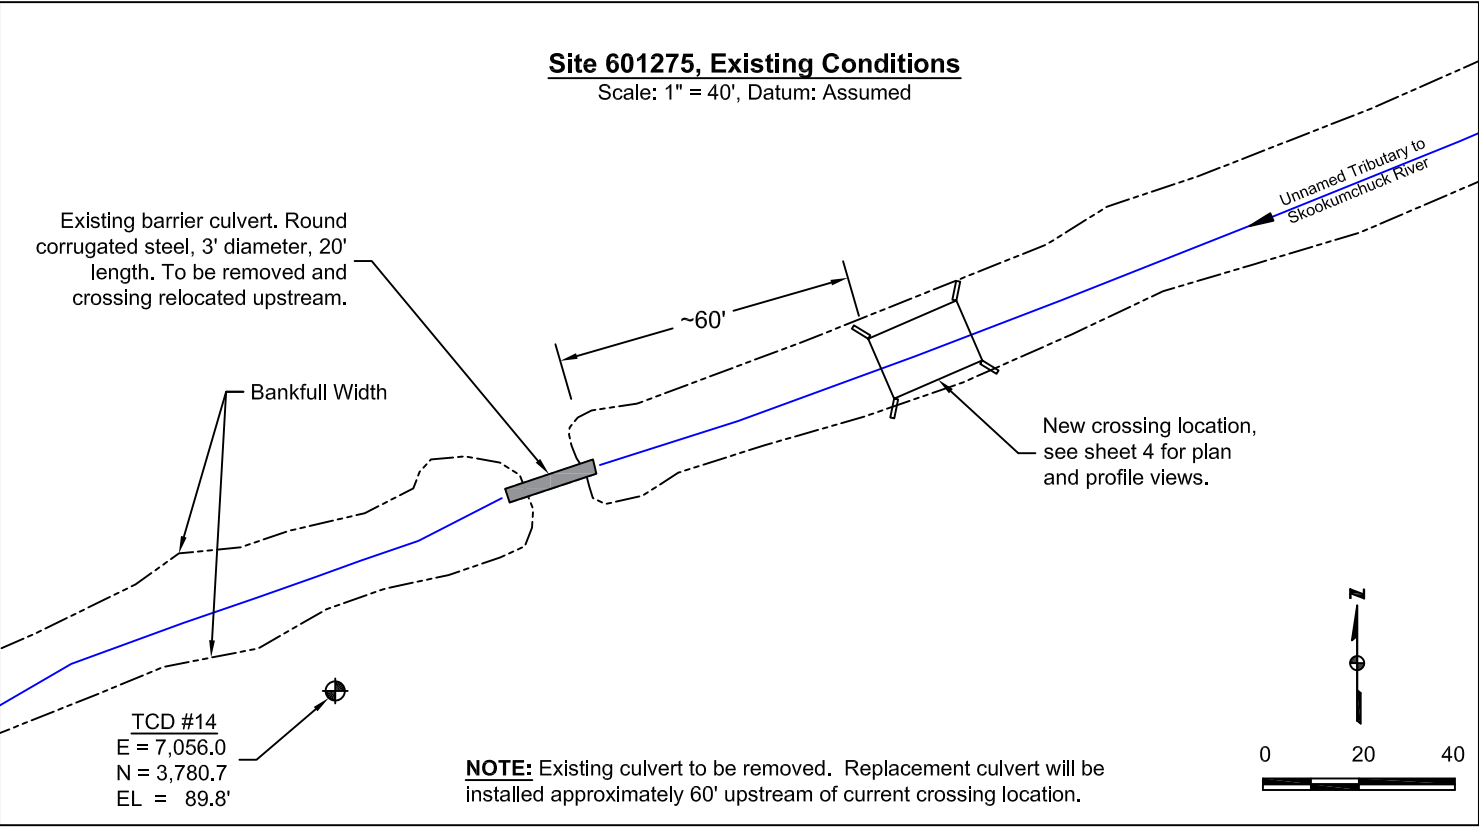 Site 601275, Existing Conditions
Scale: 1" = 40', Datum: Assumed
Unnamed Tributary to
Skookumchuck River
Existing barrier culvert. Round
corrugated steel, 3' diameter, 20'
length. To be removed and
crossing relocated upstream.
~60'
Bankfull Width
New crossing location,
see sheet 4 for plan
and profile views.
TCD #14
E = 7,056.0
N = 3,780.7
EL = 89.8'
NOTE: Existing culvert to be removed. Replacement culvert will be
installed approximately 60' upstream of current crossing location.
N
0 20 40